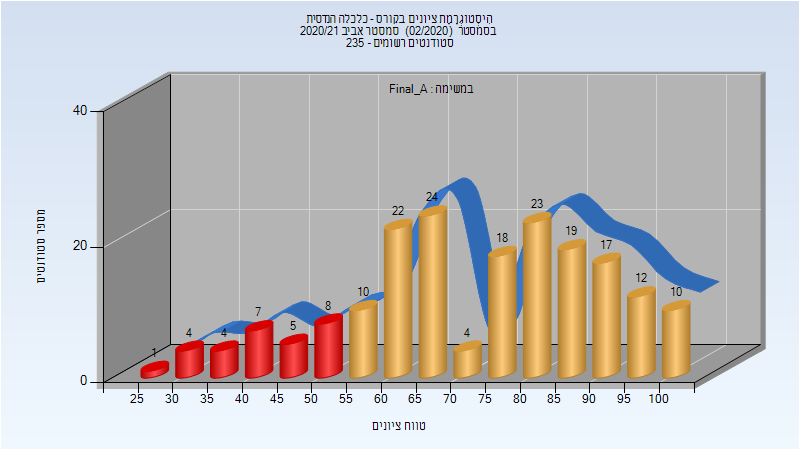 היסטוגרמת ציונים בקורס - כלכלה הנדסית
בסמסטר (02/2020) סמסטר אביב 2020/21
סטודנטים רשומים - 235
במשימה : Final_A
מספר סטודנטים
40
20
0
1
4
4
7
5
8
10
22
24
4
18
23
19
17
12
10
25 30 35 40 45 50 55 60 65 70 75 80 85 90 95 100
טווח ציונים